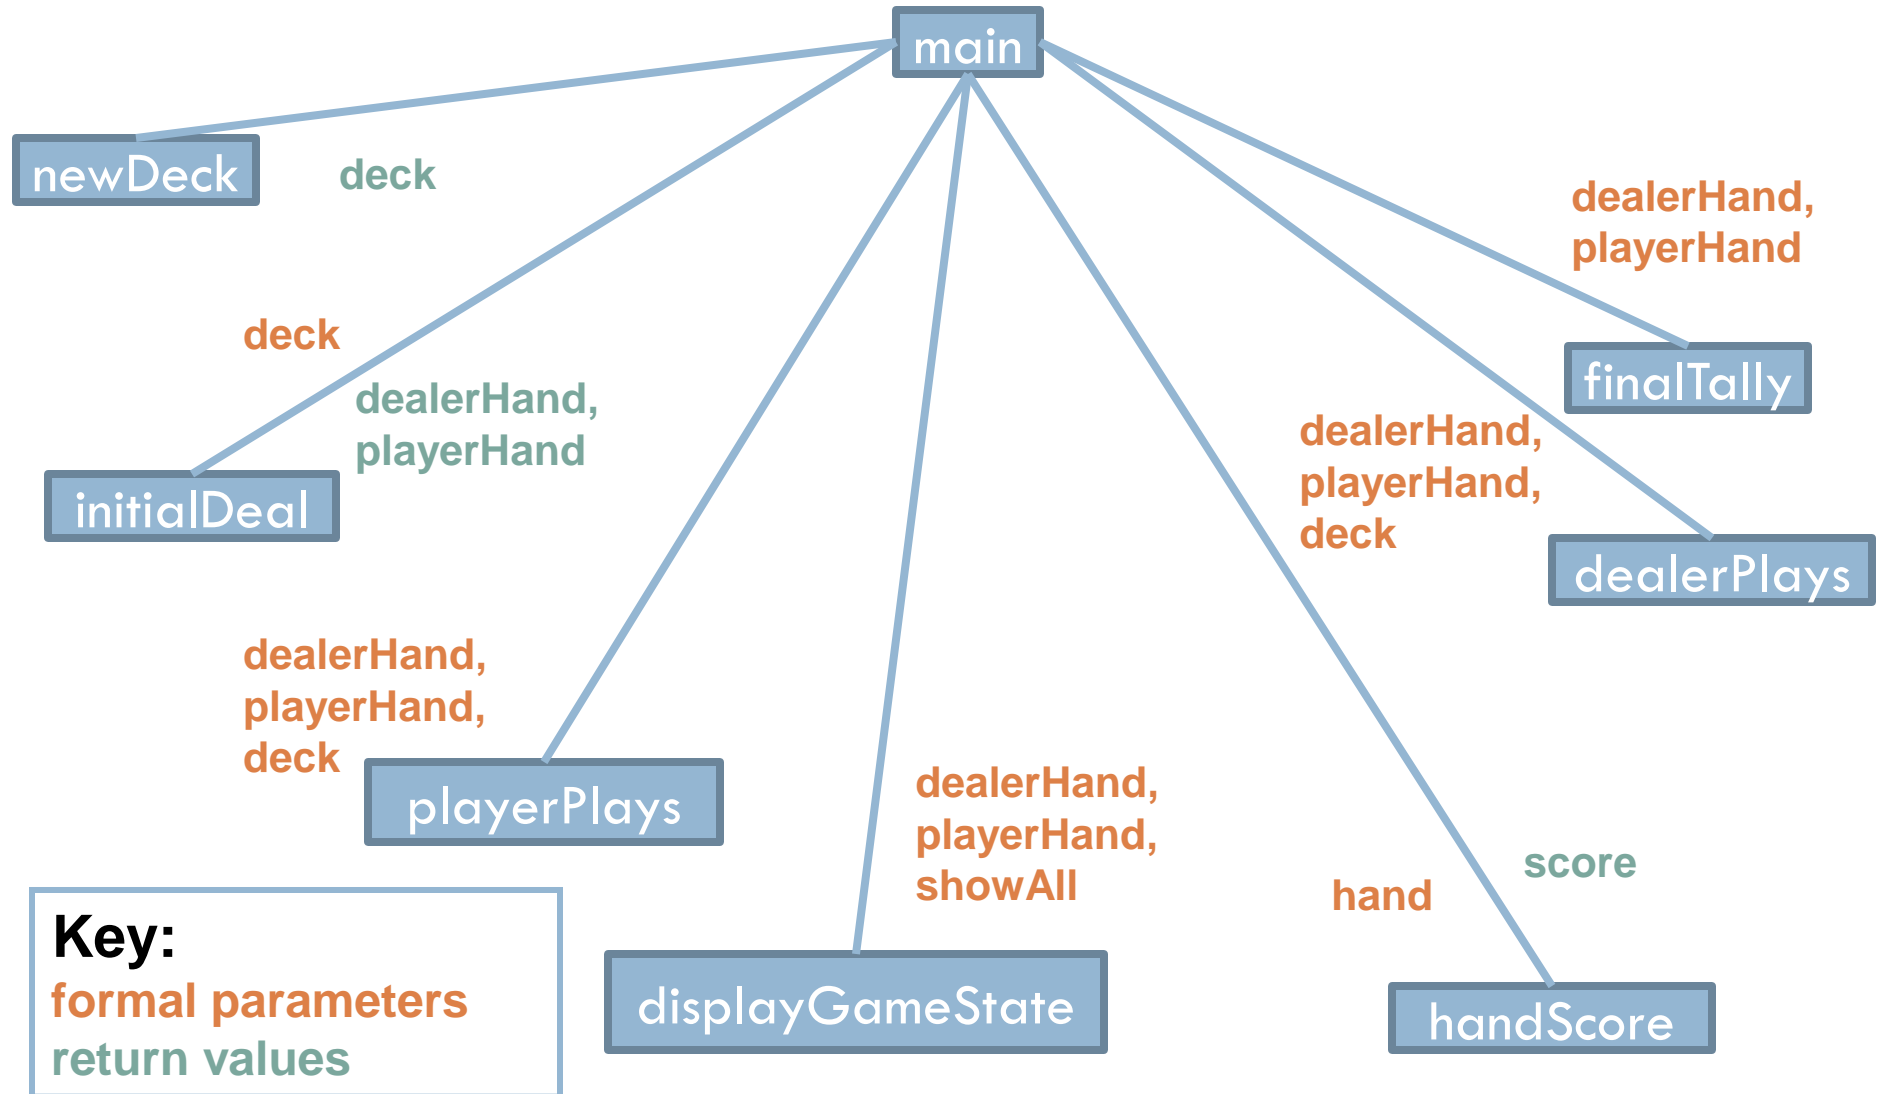 main
newDeck
deck
dealerHand,
playerHand
deck
finalTally
dealerHand,
playerHand
initialDeal
dealerHand,
playerHand,
deck
dealerPlays
dealerHand,
playerHand,
deck
playerPlays
dealerHand,
playerHand,
showAll
score
hand
displayGameState
handScore
Key:
formal parameters
return values